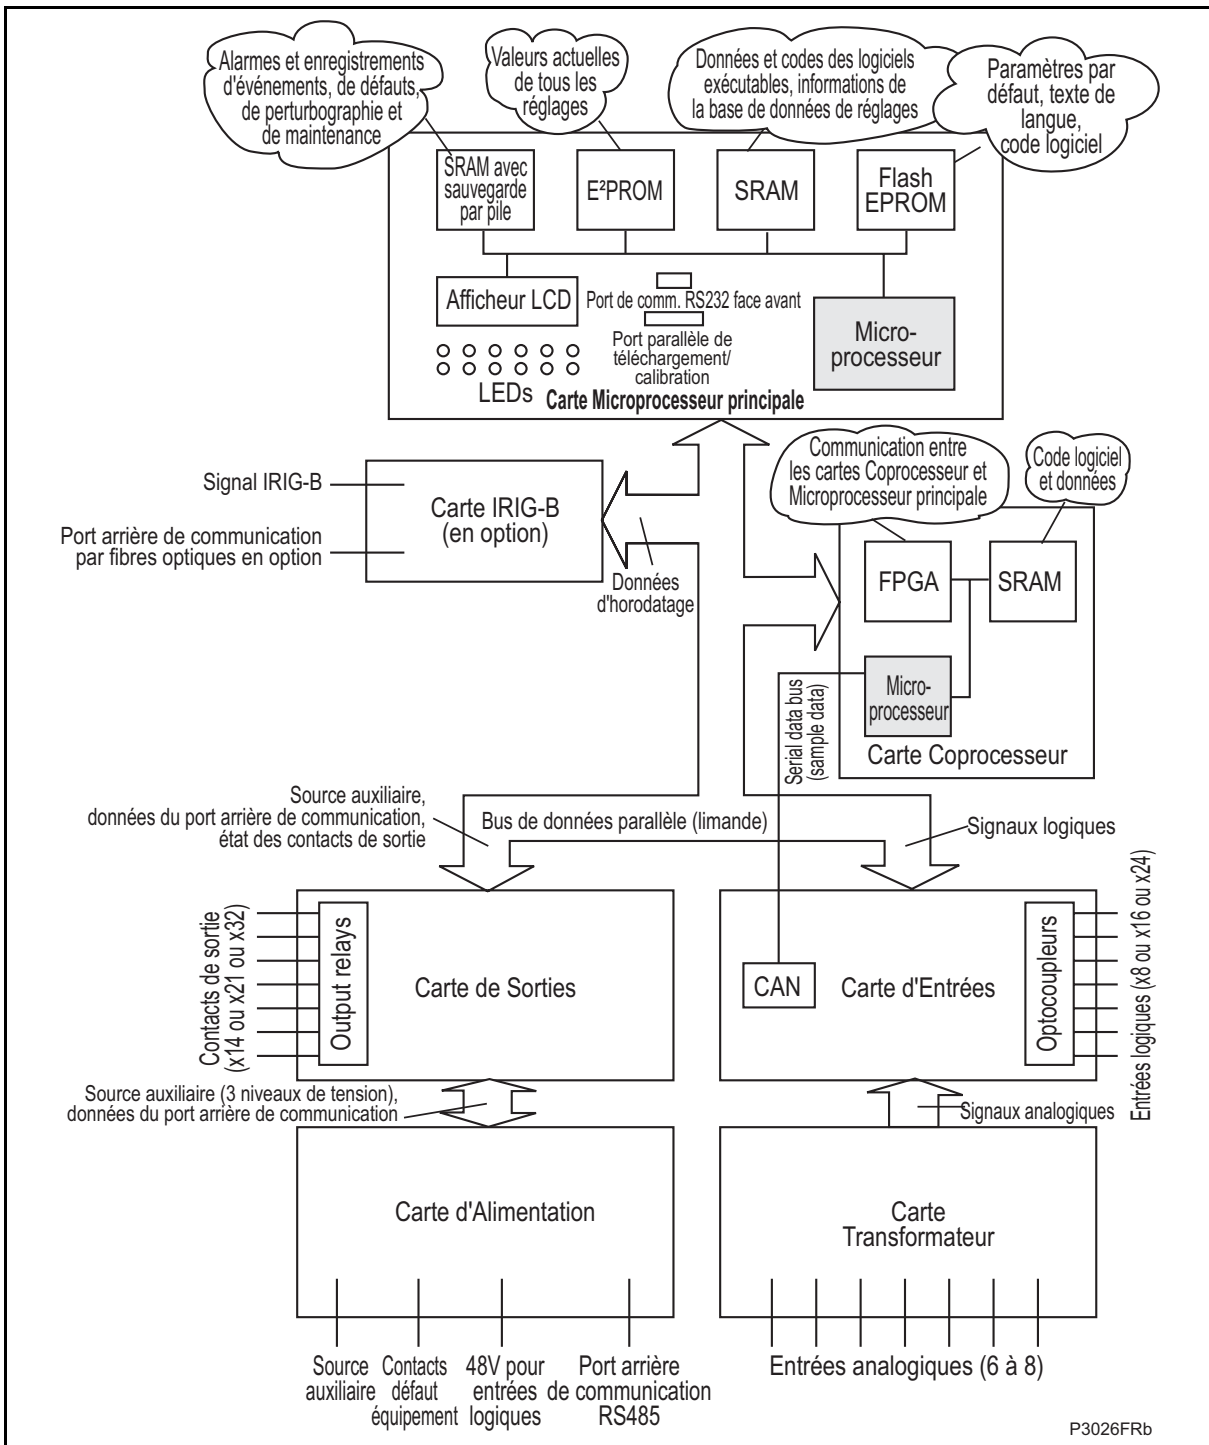 Alarmes et enregistrements
d'événements, de défauts,
de perturbographie et
de maintenance
Valeurs actuelles
de tous les
réglages
Données et codes des logiciels
exécutables, informations de
la base de données de réglages
Paramètres par
défaut, texte de
langue,
code logiciel
SRAM avec
sauvegarde
par pile
E²PROM
SRAM
Flash
EPROM
Afficheur LCD
Port de comm. RS232 face avant
Port parallèle de
téléchargement/
calibration
Micro-
processeur
LEDs
Carte Microprocesseur principale
Signal IRIG-B
Port arrière de communication
par fibres optiques en option
Carte IRIG-B
(en option)
Données
d'horodatage
Communication entre
les cartes Coprocesseur et
Microprocesseur principale
Code logiciel
et données
FPGA
SRAM
Micro-
processeur
Carte Coprocesseur
Serial data bus
(sample data)
Source auxiliaire,
données du port arrière de communication,
état des contacts de sortie
Bus de données parallèle (limande)
Signaux logiques
Contacts de sortie
(x14 ou x21 ou x32)
Output relays
Carte de Sorties
CAN
Carte d'Entrées
Optocoupleurs
Entrées logiques (x8 ou x16 ou x24)
Source auxiliaire (3 niveaux de tension),
données du port arrière de communication
Signaux analogiques
Carte d'Alimentation
Carte
Transformateur
Source
auxiliaire
Contacts
défaut
équipement
48V pour
entrées
logiques
Port arrière
de communication
RS485
Entrées analogiques (6 à 8)
P3026FRb